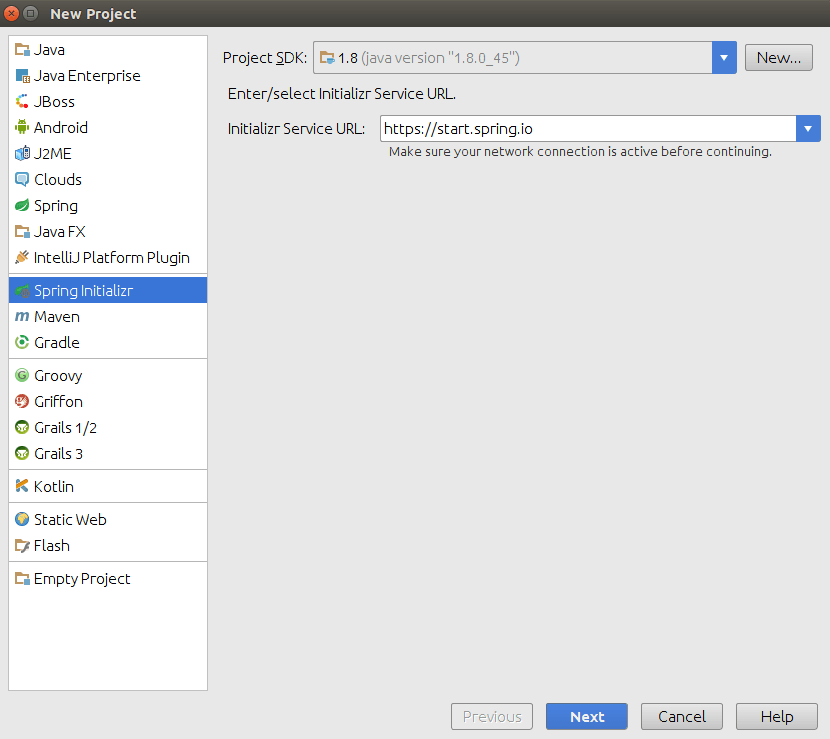 New Project
Java
Java Enterprise
JBoss
Android
J2ME
Clouds
Spring
Java FX
IntelliJ Platform Plugin
Spring Initializr
Maven
Gradle
Groovy
Griffon
Grails 1/2
Grails 3
Kotlin
Static Web
Flash
Empty Project
Project SDK: 1.8 (java version "1.8.0_45") New...
Enter/select Initializr Service URL.
Initializr Service URL: https://start.spring.io
Make sure your network connection is active before continuing.
Previous Next Cancel Help